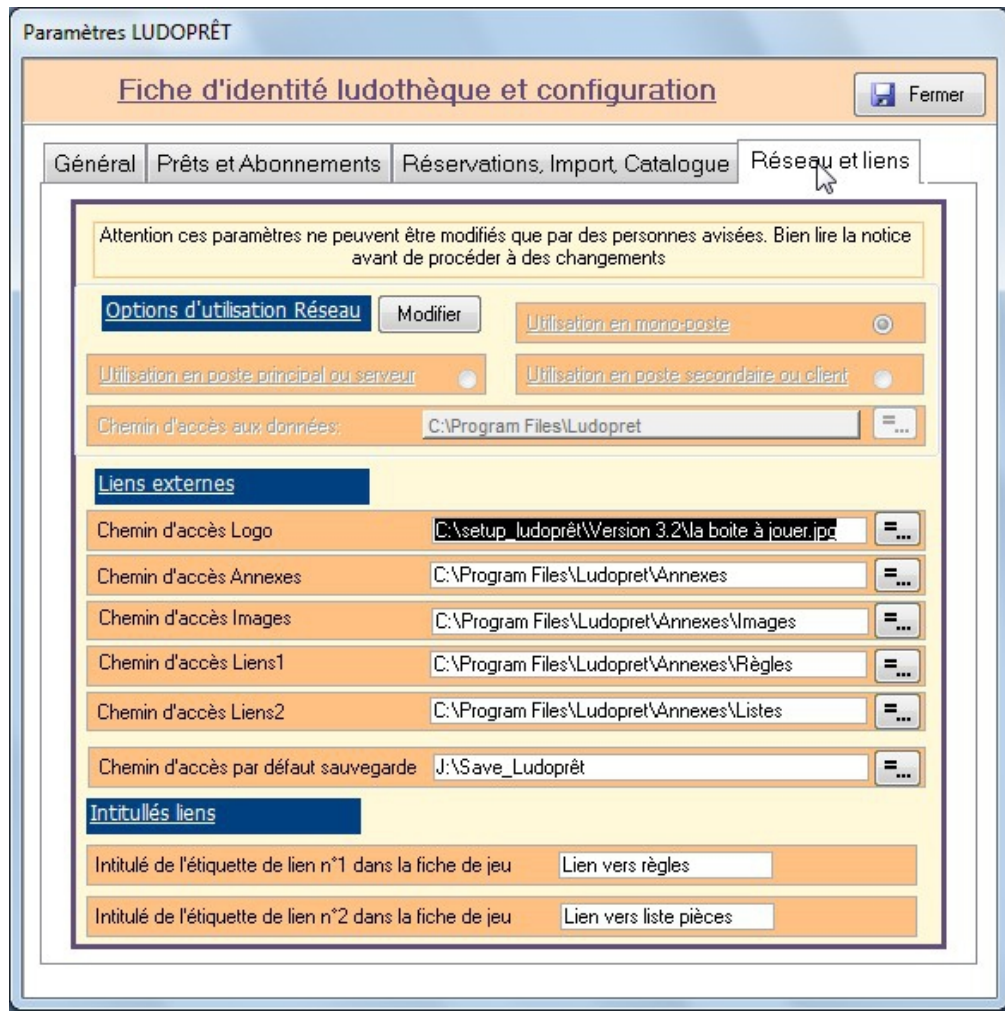 Paramètres LUDOPRÊT
Fiche d'identité ludothèque et configuration
Fermer
Général
Prêts et Abonnements
Réservations, Import, Catalogue
Réseau et liens
Attention ces paramètres ne peuvent être modifiés que par des personnes avisées. Bien lire la notice
avant de procéder à des changements
Options d'utilisation Réseau
Modifier
Utilisation en mono-poste
Utilisation en poste principal ou serveur
Utilisation en poste secondaire ou client
Chemin d'accès aux données:
C:\Program Files\Ludopret
=...
Liens externes
Chemin d'accès Logo
C:\setup_ludoprêt\Version 3.2\la boite à jouer.jpg
=...
Chemin d'accès Annexes
C:\Program Files\Ludopret\Annexes
=...
Chemin d'accès Images
C:\Program Files\Ludopret\Annexes\Images
=...
Chemin d'accès Liens1
C:\Program Files\Ludopret\Annexes\Règles
=...
Chemin d'accès Liens2
C:\Program Files\Ludopret\Annexes\Listes
=...
Chemin d'accès par défaut sauvegarde
J:\Save_Ludoprêt
=...
Intitullés liens
Intitulé de l'étiquette de lien n°1 dans la fiche de jeu
Lien vers règles
Intitulé de l'étiquette de lien n°2 dans la fiche de jeu
Lien vers liste pièces